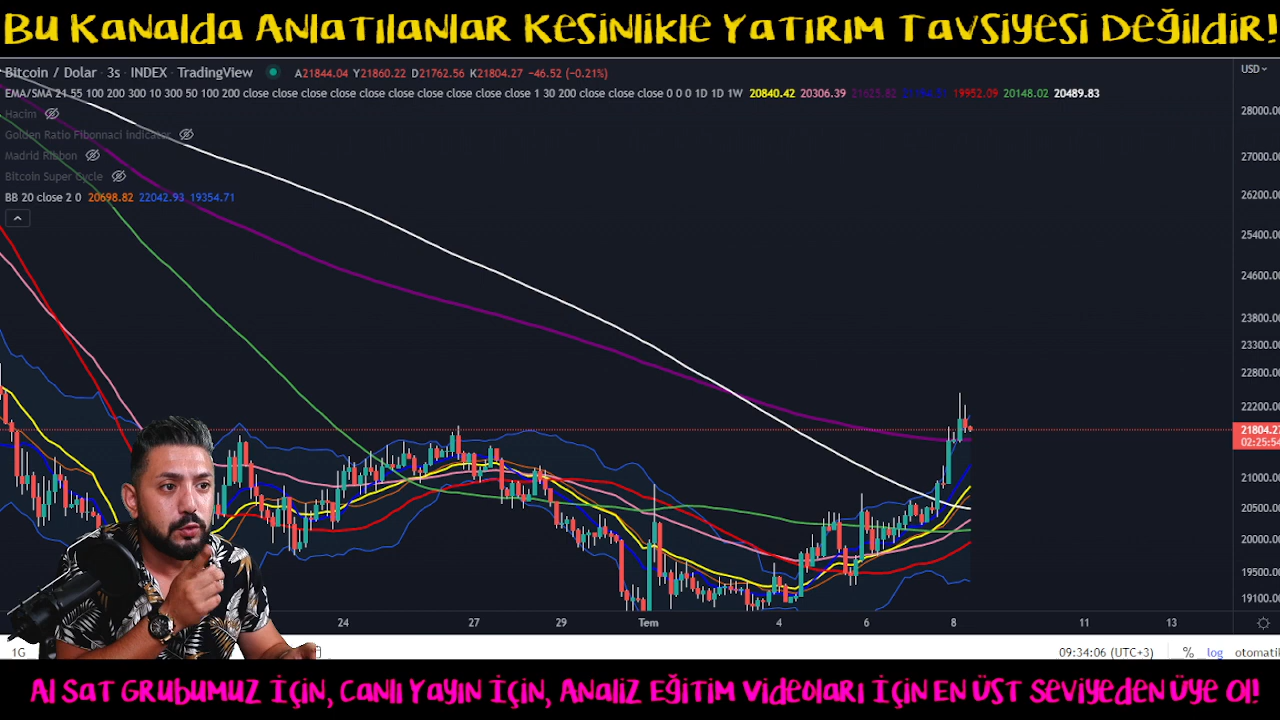 Bu Kanalda Anlatılanlar Kesinlikle Yatırım Tavsiyesi Değildir!
Bitcoin / Dolar · 3s · INDEX · TradingView A21844.04 Y21860.22 D21762.56 K21804.27 −46.52 (−0.21%)
USD
EMA/SMA 21 55 100 200 300 10 300 50 100 200 close close close close close close close close close close 1 30 200 close close close 0 0 0 1D 1D 1W 20840.42 20306.39 21625.82 19952.09 20148.02 20489.83
Hacim
Golden Ratio Fibonnaci indicator
Madrid Ribbon
Bitcoin Super Cycle
BB 20 close 2 0 20698.82 22042.93 19354.71
28000.00
27000.00
26200.00
25400.00
24600.00
23800.00
23300.00
22800.00
22200.00
21804.27
02:25:54
21000.00
20500.00
20000.00
19500.00
19100.00
24 27 29 Tem 4 6 8 11 13
1G 09:34:06 (UTC+3) % log otomatik
Al Sat Grubumuz İçin, Canlı Yayın İçin, Analiz Eğitim Videoları İçin En Üst Seviyeden Üye Ol!